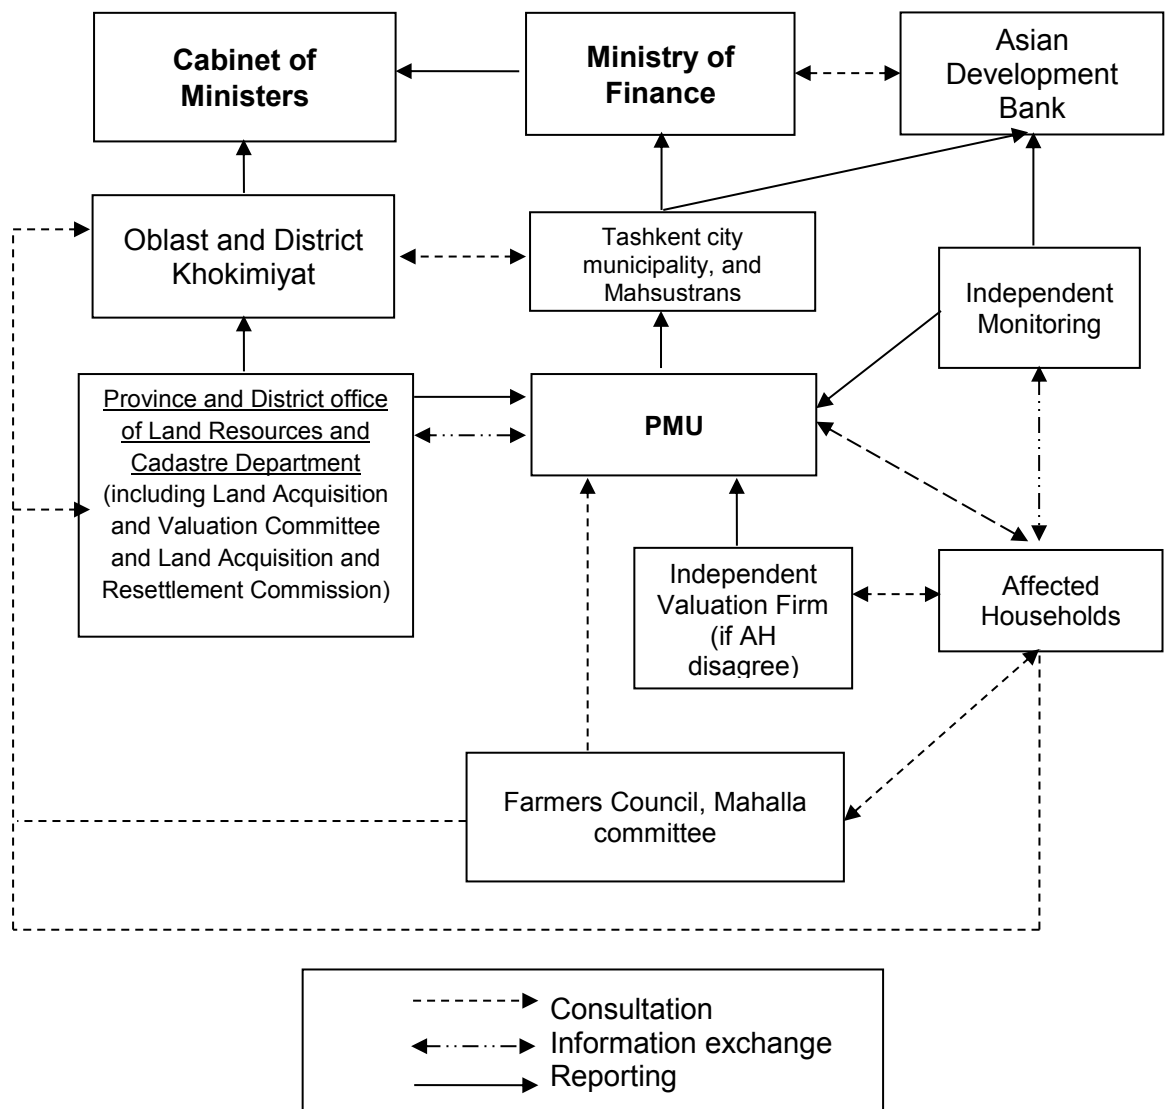 Cabinet of
Ministers
Ministry of
Finance
Asian
Development
Bank
Oblast and District
Khokimiyat
Tashkent city
municipality, and
Mahsustrans
Independent
Monitoring
Province and District office
of Land Resources and
Cadastre Department
(including Land Acquisition
and Valuation Committee
and Land Acquisition and
Resettlement Commission)
PMU
Independent
Valuation Firm
(if AH
disagree)
Affected
Households
Farmers Council, Mahalla
committee
Consultation
Information exchange
Reporting